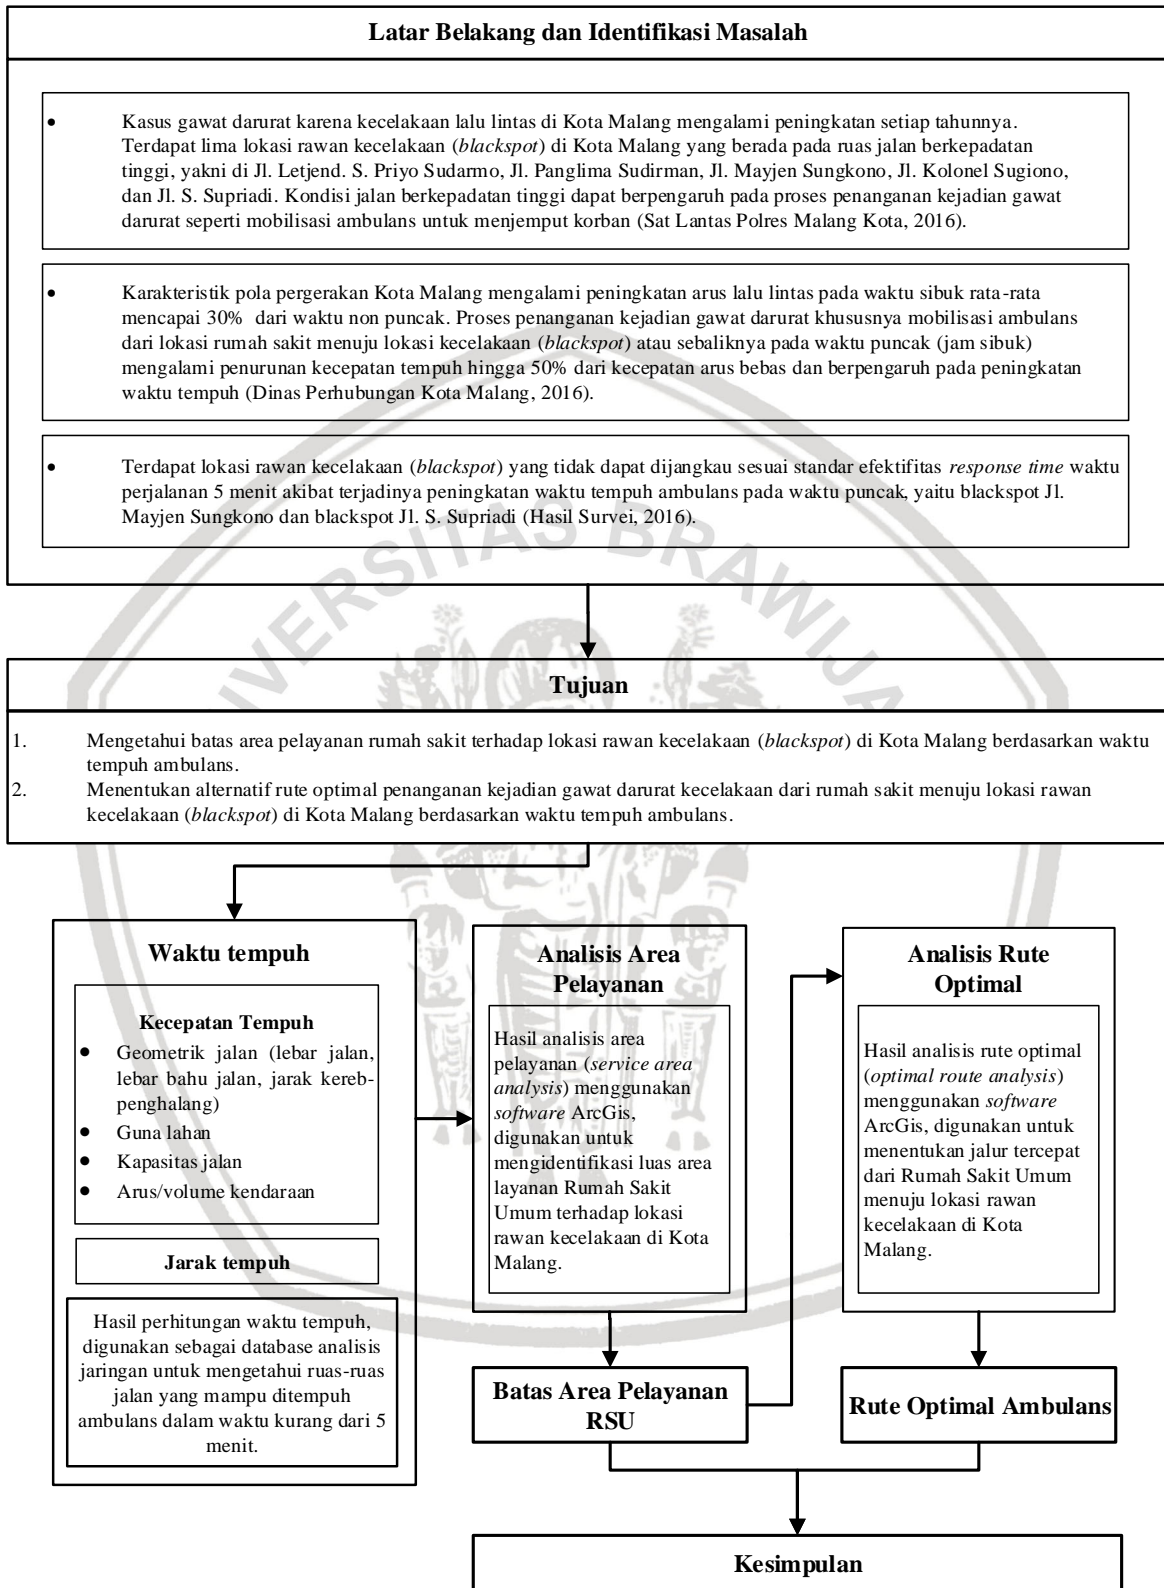 Latar Belakang dan Identifikasi Masalah
• Kasus gawat darurat karena kecelakaan lalu lintas di Kota Malang mengalami peningkatan setiap tahunnya.
Terdapat lima lokasi rawan kecelakaan (blackspot) di Kota Malang yang berada pada ruas jalan berkepadatan
tinggi, yakni di Jl. Letjend. S. Priyo Sudarmo, Jl. Panglima Sudirman, Jl. Mayjen Sungkono, Jl. Kolonel Sugiono,
dan Jl. S. Supriadi. Kondisi jalan berkepadatan tinggi dapat berpengaruh pada proses penanganan kejadian gawat
darurat seperti mobilisasi ambulans untuk menjemput korban (Sat Lantas Polres Malang Kota, 2016).
• Karakteristik pola pergerakan Kota Malang mengalami peningkatan arus lalu lintas pada waktu sibuk rata-rata
mencapai 30% dari waktu non puncak. Proses penanganan kejadian gawat darurat khususnya mobilisasi ambulans
dari lokasi rumah sakit menuju lokasi kecelakaan (blackspot) atau sebaliknya pada waktu puncak (jam sibuk)
mengalami penurunan kecepatan tempuh hingga 50% dari kecepatan arus bebas dan berpengaruh pada peningkatan
waktu tempuh (Dinas Perhubungan Kota Malang, 2016).
• Terdapat lokasi rawan kecelakaan (blackspot) yang tidak dapat dijangkau sesuai standar efektifitas response time waktu
perjalanan 5 menit akibat terjadinya peningkatan waktu tempuh ambulans pada waktu puncak, yaitu blackspot Jl.
Mayjen Sungkono dan blackspot Jl. S. Supriadi (Hasil Survei, 2016).
Tujuan
1. Mengetahui batas area pelayanan rumah sakit terhadap lokasi rawan kecelakaan (blackspot) di Kota Malang berdasarkan waktu
tempuh ambulans.
2. Menentukan alternatif rute optimal penanganan kejadian gawat darurat kecelakaan dari rumah sakit menuju lokasi rawan
kecelakaan (blackspot) di Kota Malang berdasarkan waktu tempuh ambulans.
Waktu tempuh
Kecepatan Tempuh
• Geometrik jalan (lebar jalan,
lebar bahu jalan, jarak kereb-
penghalang)
• Guna lahan
• Kapasitas jalan
• Arus/volume kendaraan
Jarak tempuh
Hasil perhitungan waktu tempuh,
digunakan sebagai database analisis
jaringan untuk mengetahui ruas-ruas
jalan yang mampu ditempuh
ambulans dalam waktu kurang dari 5
menit.
Analisis Area
Pelayanan
Hasil analisis area
pelayanan (service area
analysis) menggunakan
software ArcGis,
digunakan untuk
mengidentifikasi luas area
layanan Rumah Sakit
Umum terhadap lokasi
rawan kecelakaan di Kota
Malang.
Batas Area Pelayanan
RSU
Analisis Rute
Optimal
Hasil analisis rute optimal
(optimal route analysis)
menggunakan software
ArcGis, digunakan untuk
menentukan jalur tercepat
dari Rumah Sakit Umum
menuju lokasi rawan
kecelakaan di Kota
Malang.
Rute Optimal Ambulans
Kesimpulan